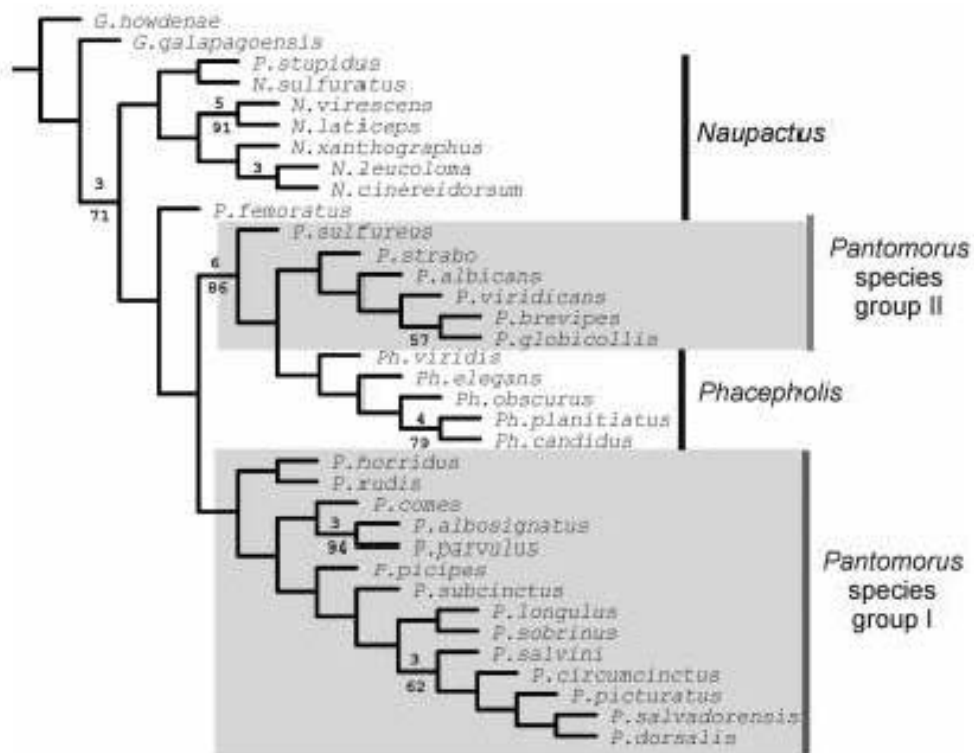 G.howdenae
G.galapagoensis
P.stupidus
N.sulfuratus
5
N.virescens
91
N.laticeps
N.xanthographus
3
N.leucoloma
N.cinereidorsum
Naupactus
3
71
P.femoratus
P.sulfureus
6
86
P.strabo
P.albicans
P.viridicans
P.brevipes
57
P.globicollis
Pantomorus
species
group II
Ph.viridis
Ph.elegans
Ph.obscurus
4
Ph.planitiatus
79
Ph.candidus
Phacepholis
P.horridus
P.rudis
P.comes
3
P.albosignatus
94
P.parvulus
P.picipes
P.subcinctus
P.longulus
P.sobrinus
3
P.salvini
62
P.circumcinctus
P.picturatus
P.salvadorensis
P.dorsalis
Pantomorus
species
group I